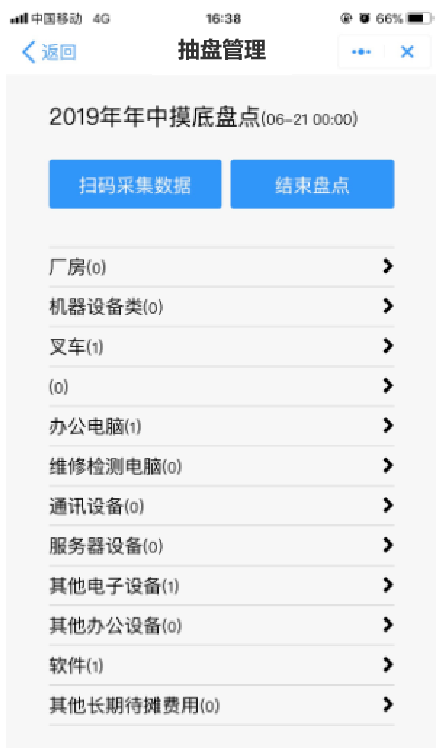 中国移动 4G 16:38 66%
返回 抽盘管理
2019年年中摸底盘点(06-21 00:00)
扫码采集数据 结束盘点
厂房(0)
机器设备类(0)
叉车(1)
(0)
办公电脑(1)
维修检测电脑(0)
通讯设备(0)
服务器设备(0)
其他电子设备(1)
其他办公设备(0)
软件(1)
其他长期待摊费用(0)